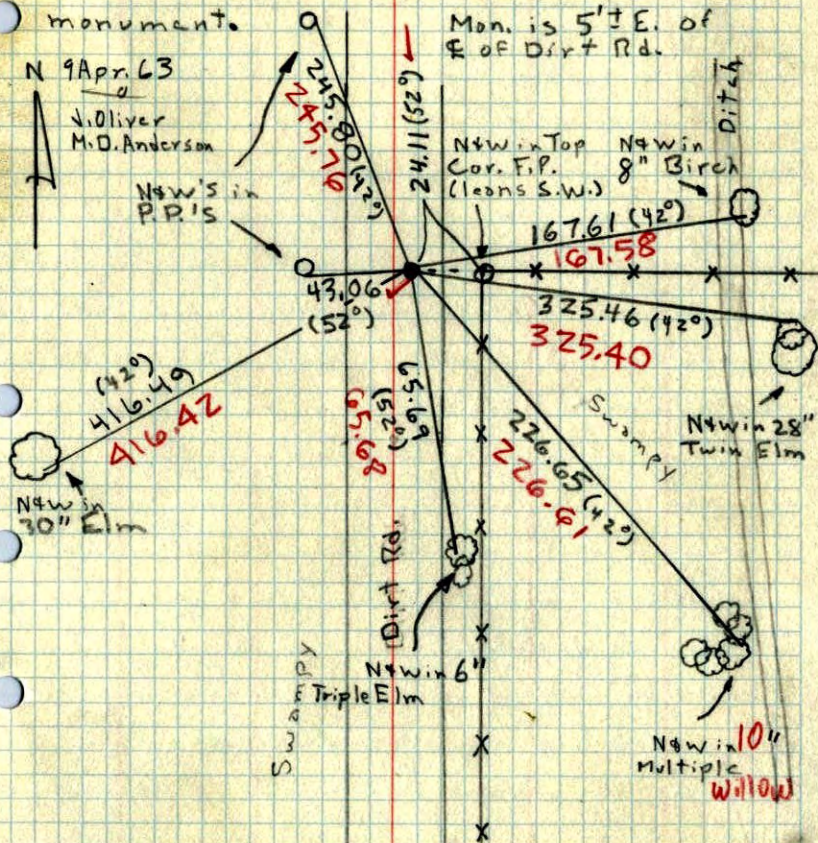 monument.
Mon. is 5'± E. of
℄ of Dirt Rd.
N 9 Apr. 63
J. Oliver
M.D. Anderson
N&W's in
P.P.'s
245.80 (42°)
245.76
24.11 (52°)
N&W in Top
Cor. F.P.
(leans S.W.)
N&W in
8" Birch
Ditch
167.61 (42°)
167.58
43.06
(52°)
325.46 (42°)
325.40
(42°)
416.49
416.42
65.69
(52°)
65.68
226.65 (42°)
226.61
Swampy
N&W in 28"
Twin Elm
N&W in
30" Elm
Dirt Rd.
N&W in 6"
Triple Elm
Swampy
N&W in 10"
Multiple
Willow